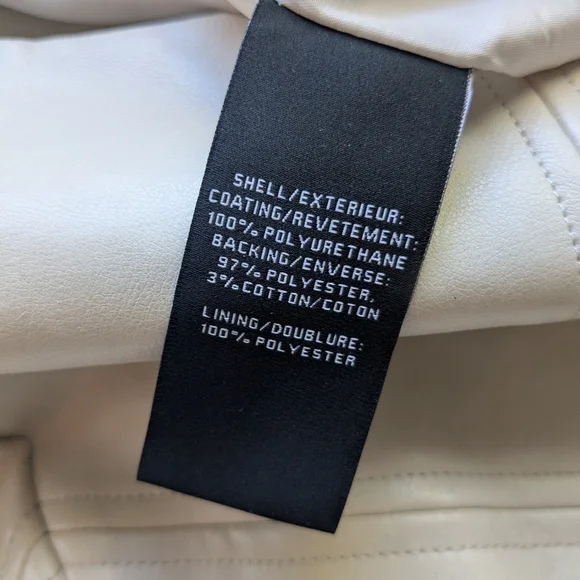 SHELL/EXTERIEUR:
COATING/REVETEMENT:
100% POLYURETHANE
BACKING/ENVERSE:
97% POLYESTER,
3%COTTON/COTON
LINING/DOUBLURE:
100% POLYESTER